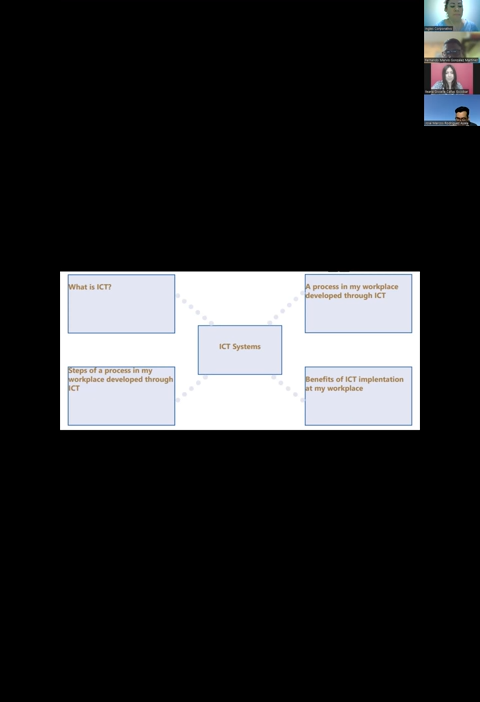 What is ICT?
A process in my workplace
developed through ICT
ICT Systems
Steps of a process in my
workplace developed through
ICT
Benefits of ICT implentation
at my workplace